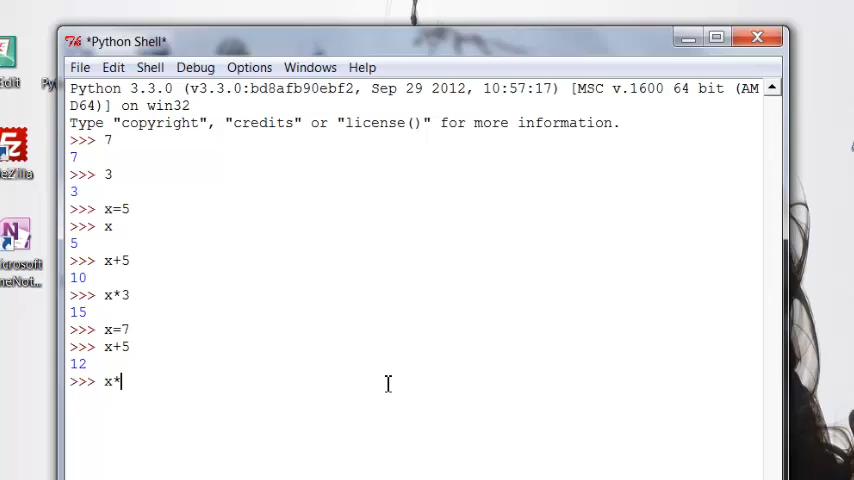 *Python Shell*
File Edit Shell Debug Options Windows Help
Python 3.3.0 (v3.3.0:bd8afb90ebf2, Sep 29 2012, 10:57:17) [MSC v.1600 64 bit (AM
D64)] on win32
Type "copyright", "credits" or "license()" for more information.
>>> 7
7
>>> 3
3
>>> x=5
>>> x
5
>>> x+5
10
>>> x*3
15
>>> x=7
>>> x+5
12
>>> x*